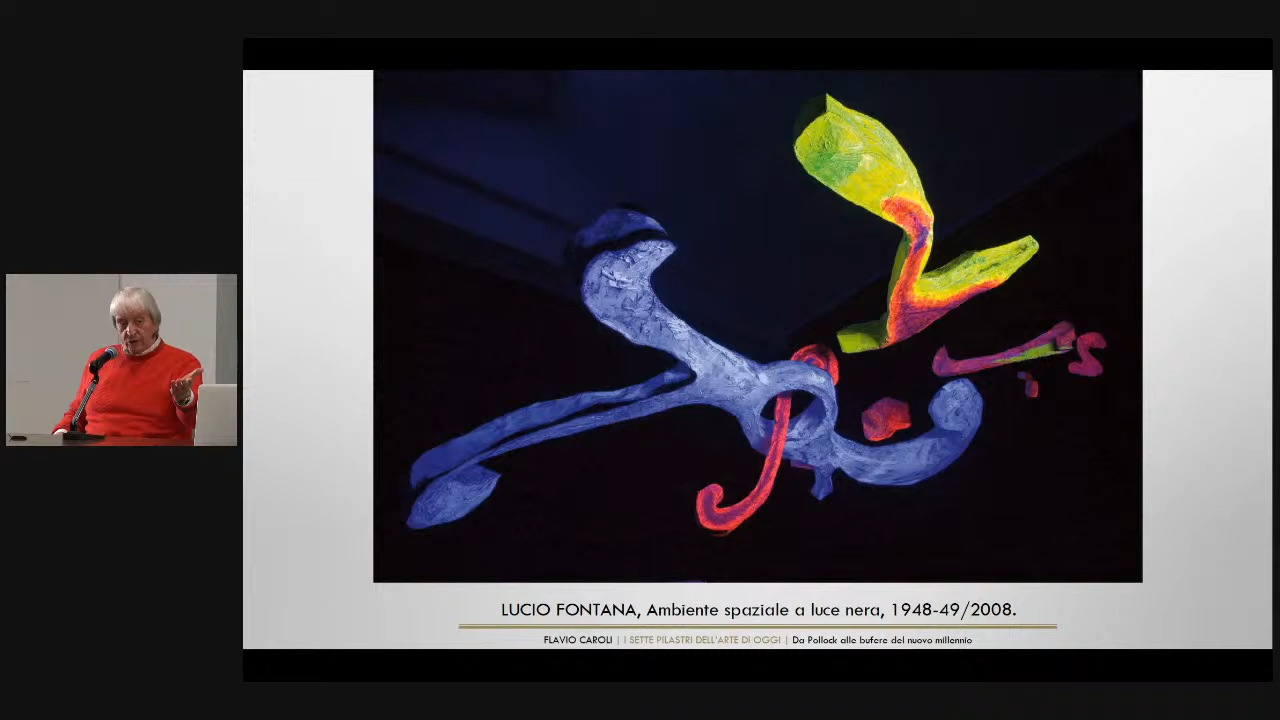 LUCIO FONTANA, Ambiente spaziale a luce nera, 1948-49/2008.
FLAVIO CAROLI | I SETTE PILASTRI DELL'ARTE DI OGGI | Da Pollock alle bufere del nuovo millennio